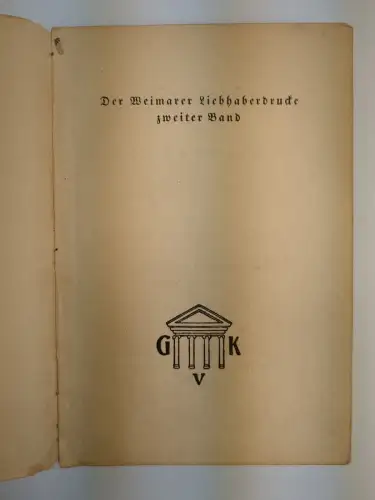 Der Weimarer Liebhaberdrucke
zweiter Band
G K
V